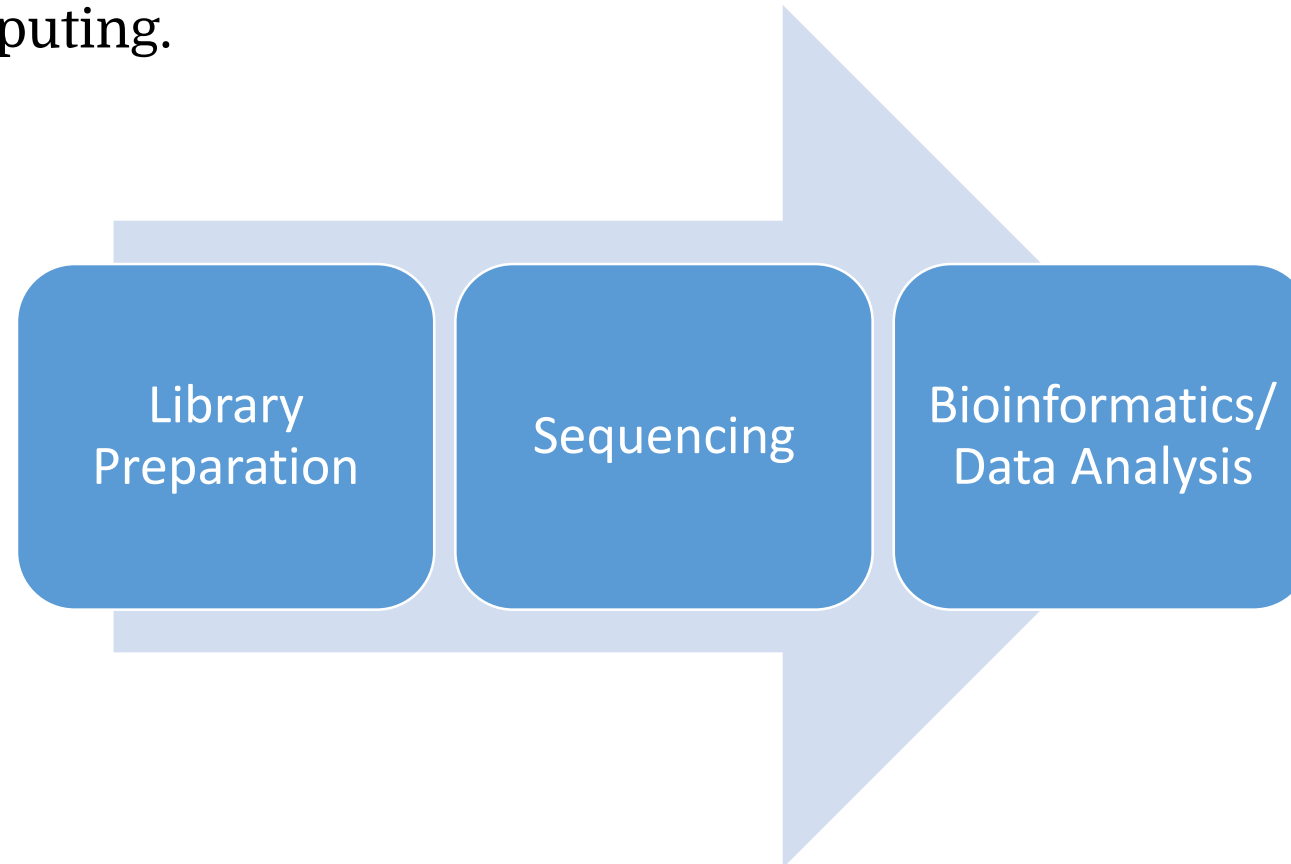 puting.
Library
Preparation
Sequencing
Bioinformatics/
Data Analysis